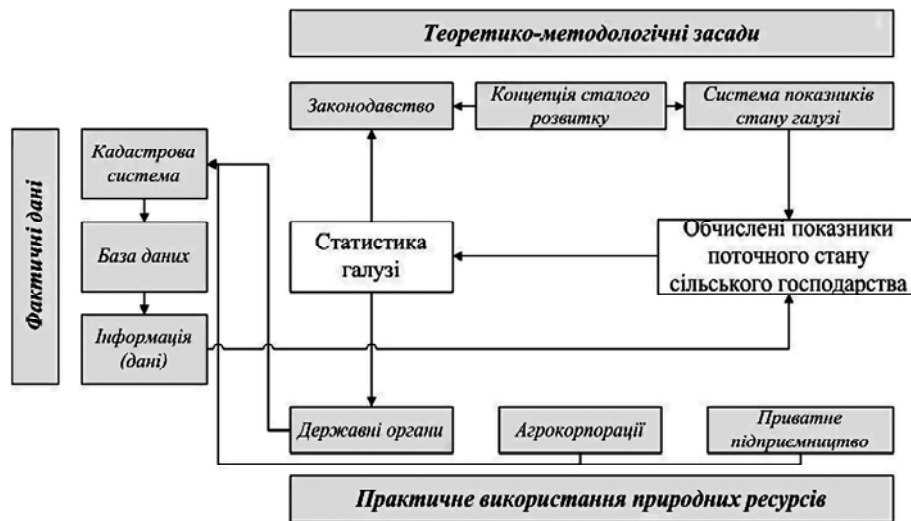 Теоретико-методологічні засади
Законодавство
Концепція сталого
розвитку
Система показників
стану галузі
Фактичні дані
Кадастрова
система
База даних
Інформація
(дані)
Статистика
галузі
Обчислені показники
поточного стану
сільського господарства
Державні органи
Агрокорпорації
Приватне
підприємництво
Практичне використання природних ресурсів